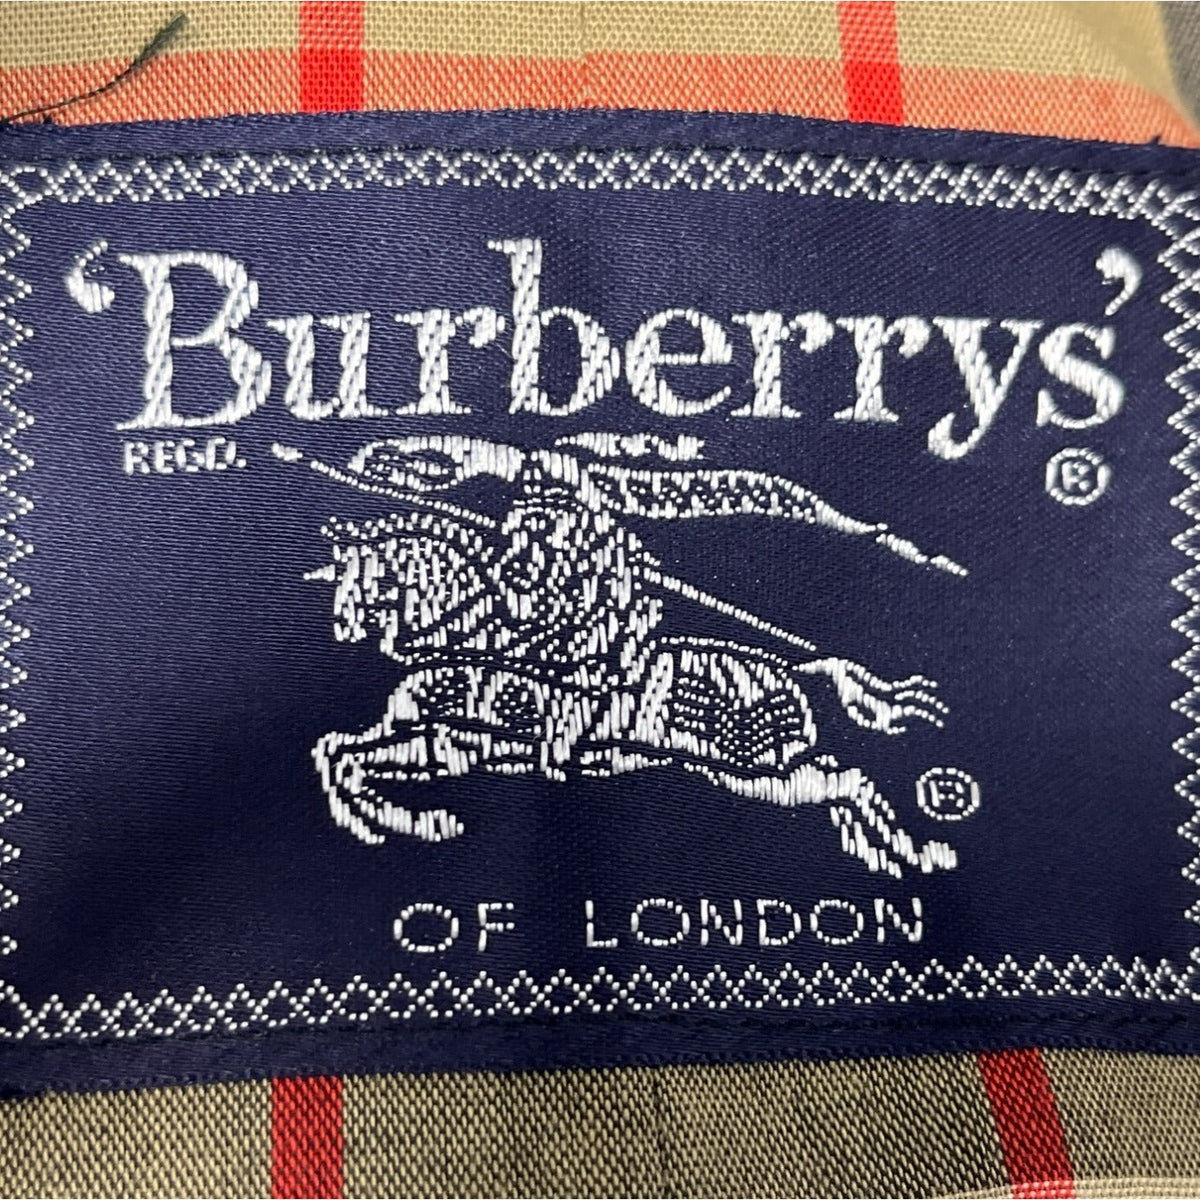 ‘Burberrys’
REGD. ®
®
OF LONDON